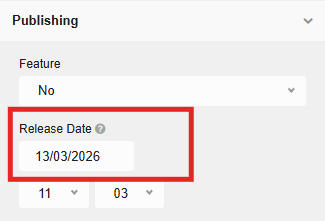 Publishing
Feature
No
Release Date
13/03/2026
11 03